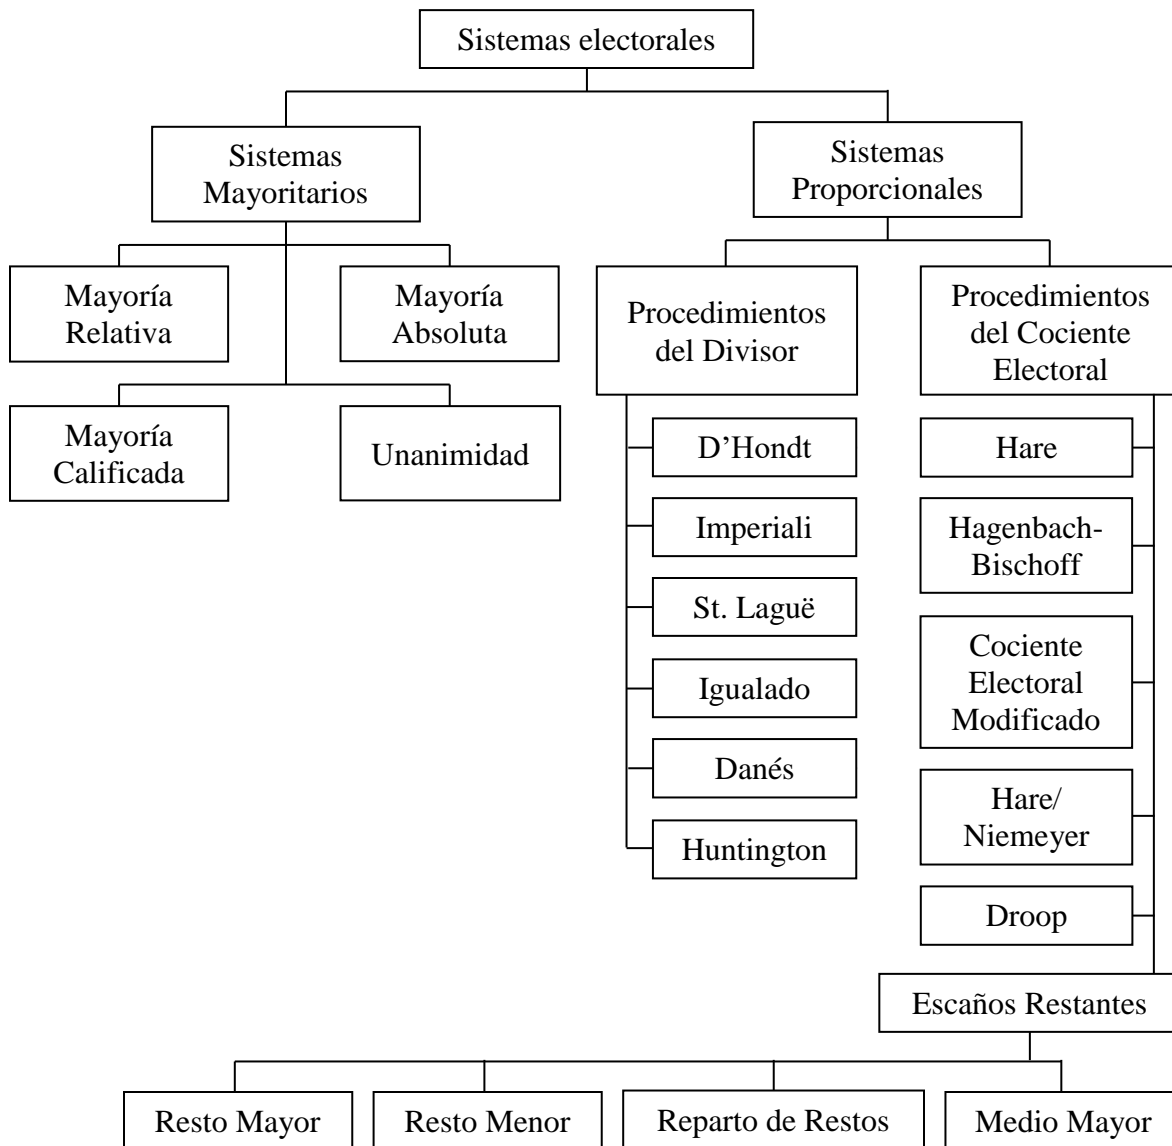 Sistemas electorales
Sistemas
Mayoritarios
Sistemas
Proporcionales
Mayoría
Relativa
Mayoría
Absoluta
Procedimientos
del Divisor
Procedimientos
del Cociente
Electoral
Mayoría
Calificada
Unanimidad
D’Hondt
Imperiali
St. Laguë
Igualado
Danés
Huntington
Hare
Hagenbach-
Bischoff
Cociente
Electoral
Modificado
Hare/
Niemeyer
Droop
Escaños Restantes
Resto Mayor
Resto Menor
Reparto de Restos
Medio Mayor